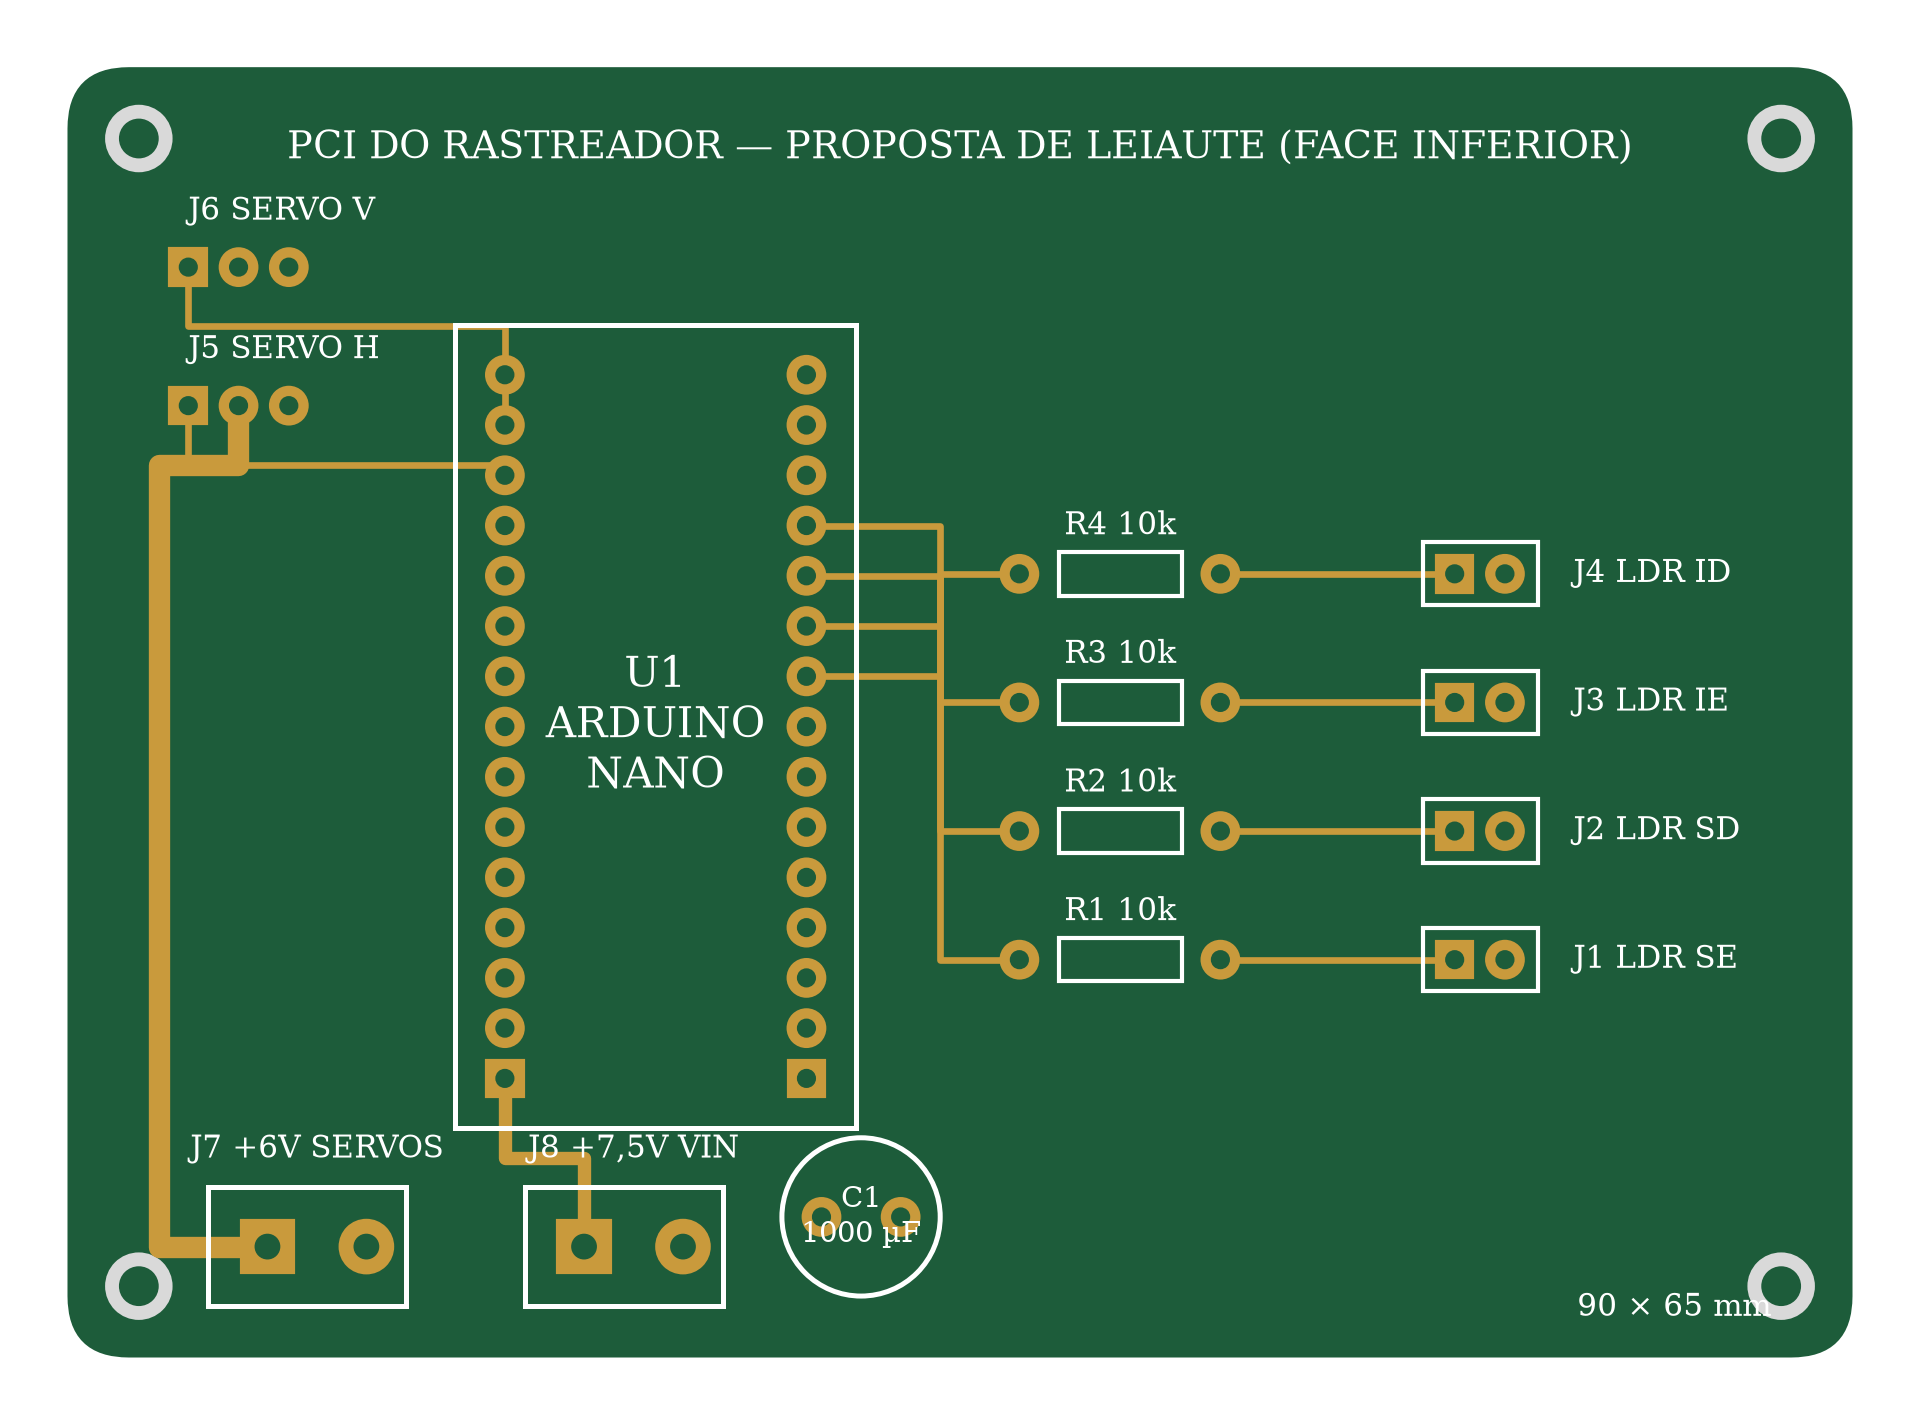 PCI DO RASTREADOR — PROPOSTA DE LEIAUTE (FACE INFERIOR)
J6 SERVO V
J5 SERVO H
R4 10k
J4 LDR ID
R3 10k
J3 LDR IE
U1
ARDUINO
NANO
R2 10k
J2 LDR SD
R1 10k
J1 LDR SE
J7 +6V SERVOS
J8 +7,5V VIN
C1
1000 µF
90 × 65 mm